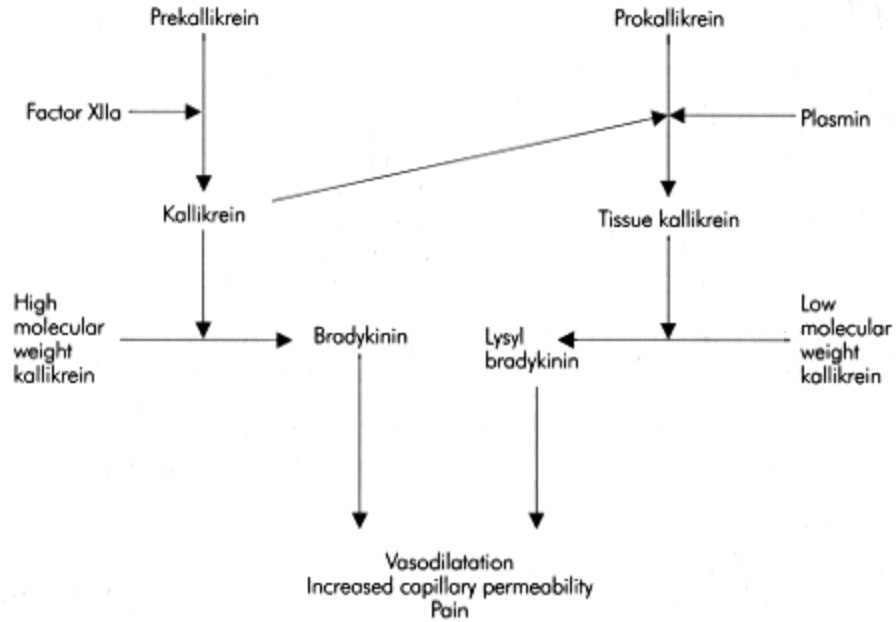 Prekallikrein
Prokallikrein
Factor XIIa
Plasmin
Kallikrein
Tissue kallikrein
High
molecular
weight
kallikrein
Bradykinin
Lysyl
bradykinin
Low
molecular
weight
kallikrein
Vasodilatation
Increased capillary permeability
Pain